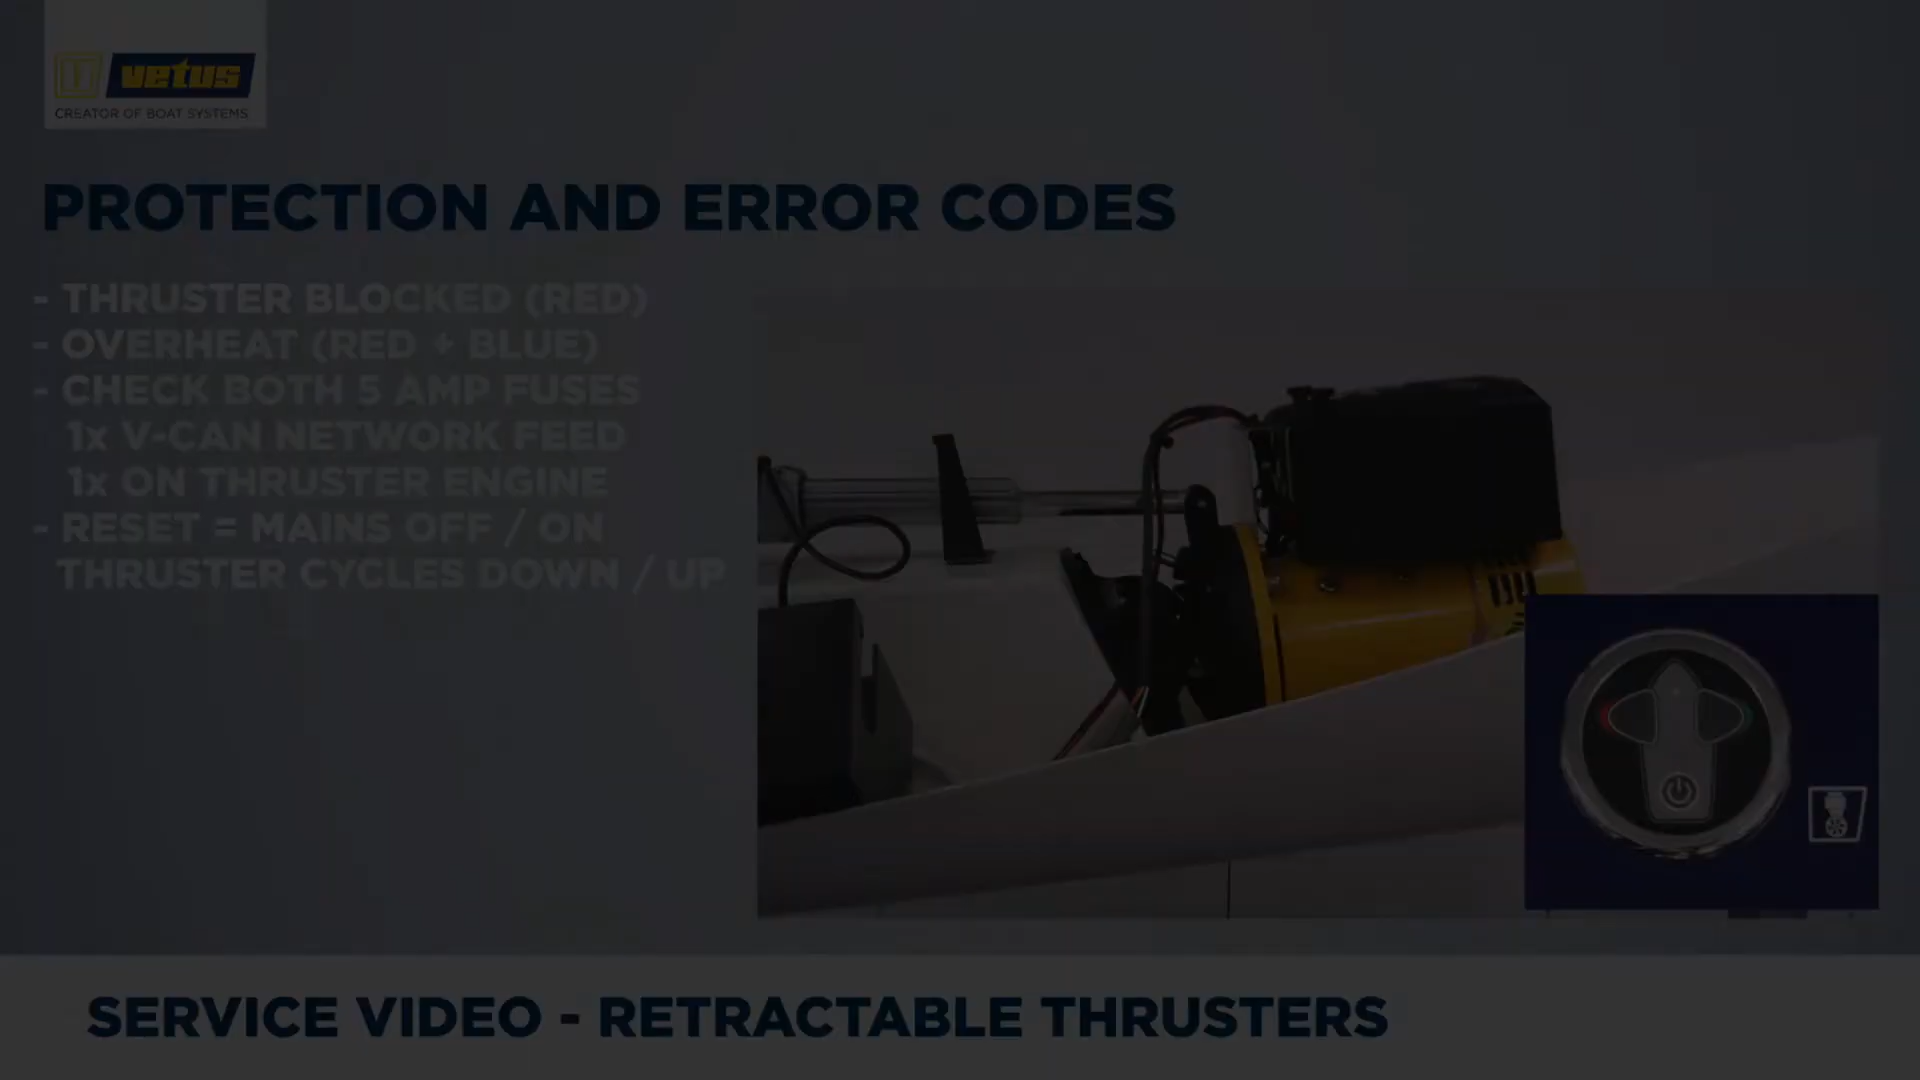 vetus
CREATOR OF BOAT SYSTEMS
PROTECTION AND ERROR CODES
- THRUSTER BLOCKED (RED)
- OVERHEAT (RED + BLUE)
- CHECK BOTH 5 AMP FUSES
1x V-CAN NETWORK FEED
1x ON THRUSTER ENGINE
- RESET = MAINS OFF / ON
THRUSTER CYCLES DOWN / UP
SERVICE VIDEO - RETRACTABLE THRUSTERS